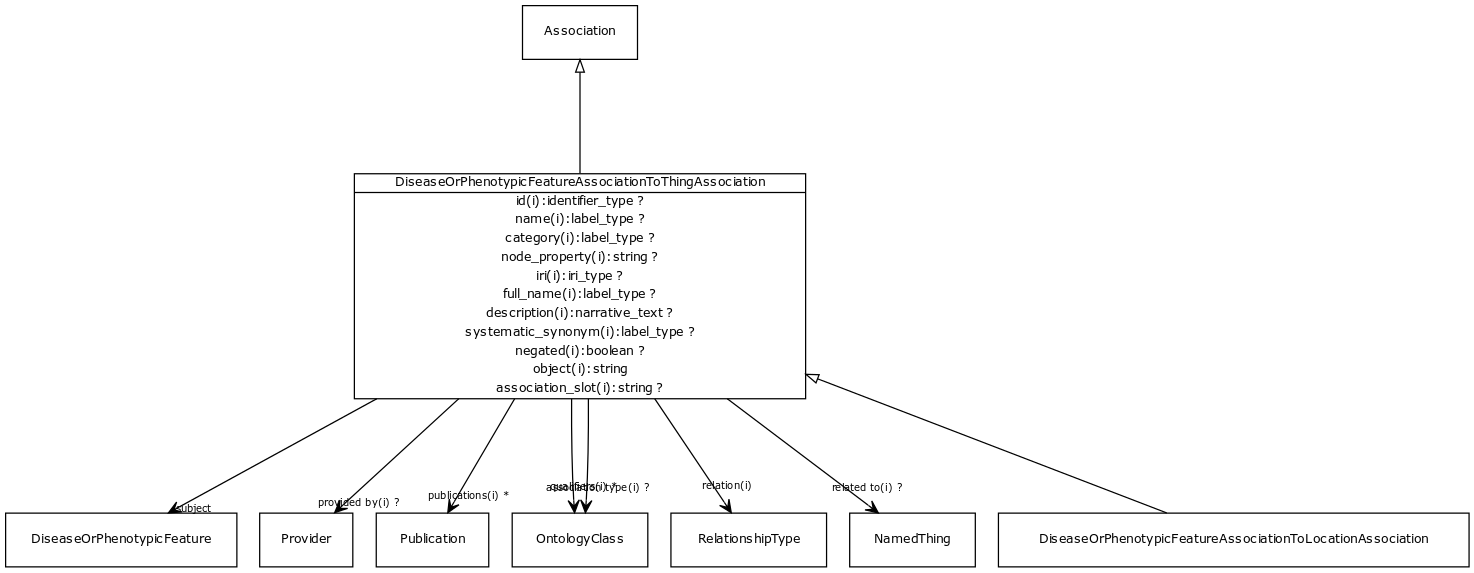 Association
DiseaseOrPhenotypicFeatureAssociationToThingAssociation
id(i):identifier_type ?
name(i):label_type ?
category(i):label_type ?
node_property(i):string ?
iri(i):iri_type ?
full_name(i):label_type ?
description(i):narrative_text ?
systematic_synonym(i):label_type ?
negated(i):boolean ?
object(i):string
association_slot(i):string ?
subject
provided by(i) ?
publications(i) *
qualifiers(i) *
association type(i) ?
relation(i)
related to(i) ?
DiseaseOrPhenotypicFeature
Provider
Publication
OntologyClass
RelationshipType
NamedThing
DiseaseOrPhenotypicFeatureAssociationToLocationAssociation